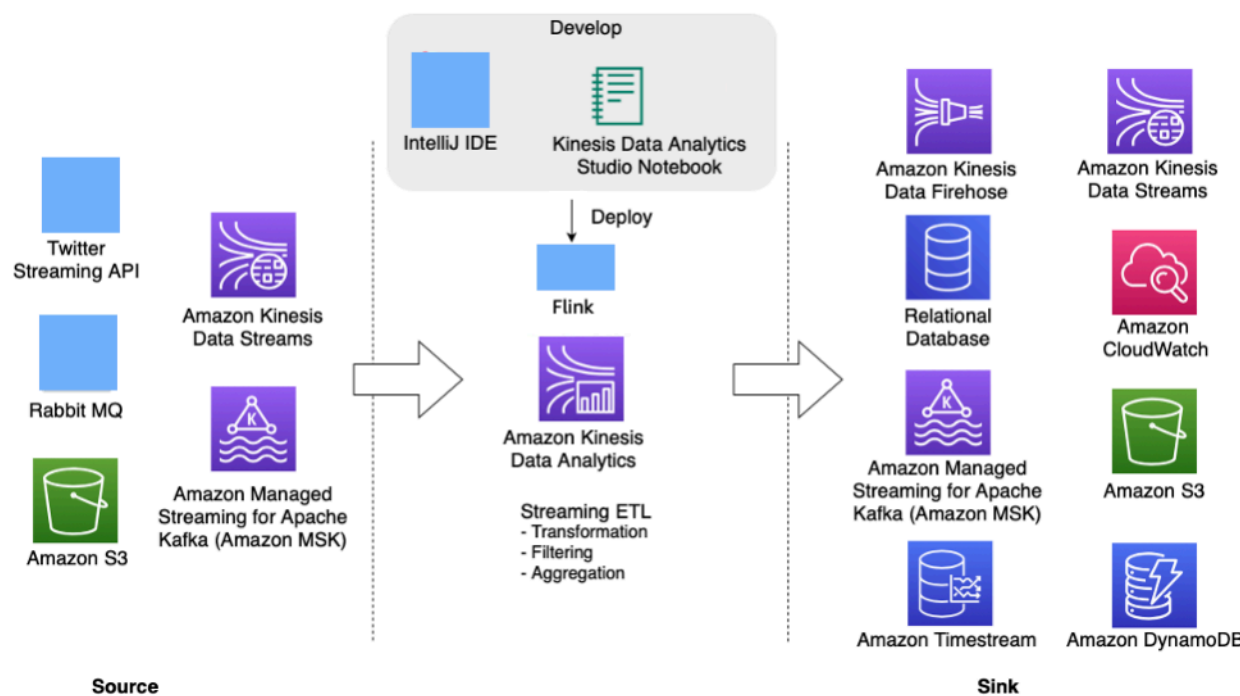 Develop
IntelliJ IDE
Kinesis Data Analytics
Studio Notebook
Deploy
Flink
Amazon Kinesis
Data Analytics
Streaming ETL
- Transformation
- Filtering
- Aggregation
Twitter
Streaming API
Amazon Kinesis
Data Streams
Rabbit MQ
K
Amazon Managed
Streaming for Apache
Kafka (Amazon MSK)
Amazon S3
Source
Amazon Kinesis
Data Firehose
Amazon Kinesis
Data Streams
Relational
Database
Amazon
CloudWatch
K
Amazon Managed
Streaming for Apache
Kafka (Amazon MSK)
Amazon S3
Amazon Timestream
Amazon DynamoDB
Sink